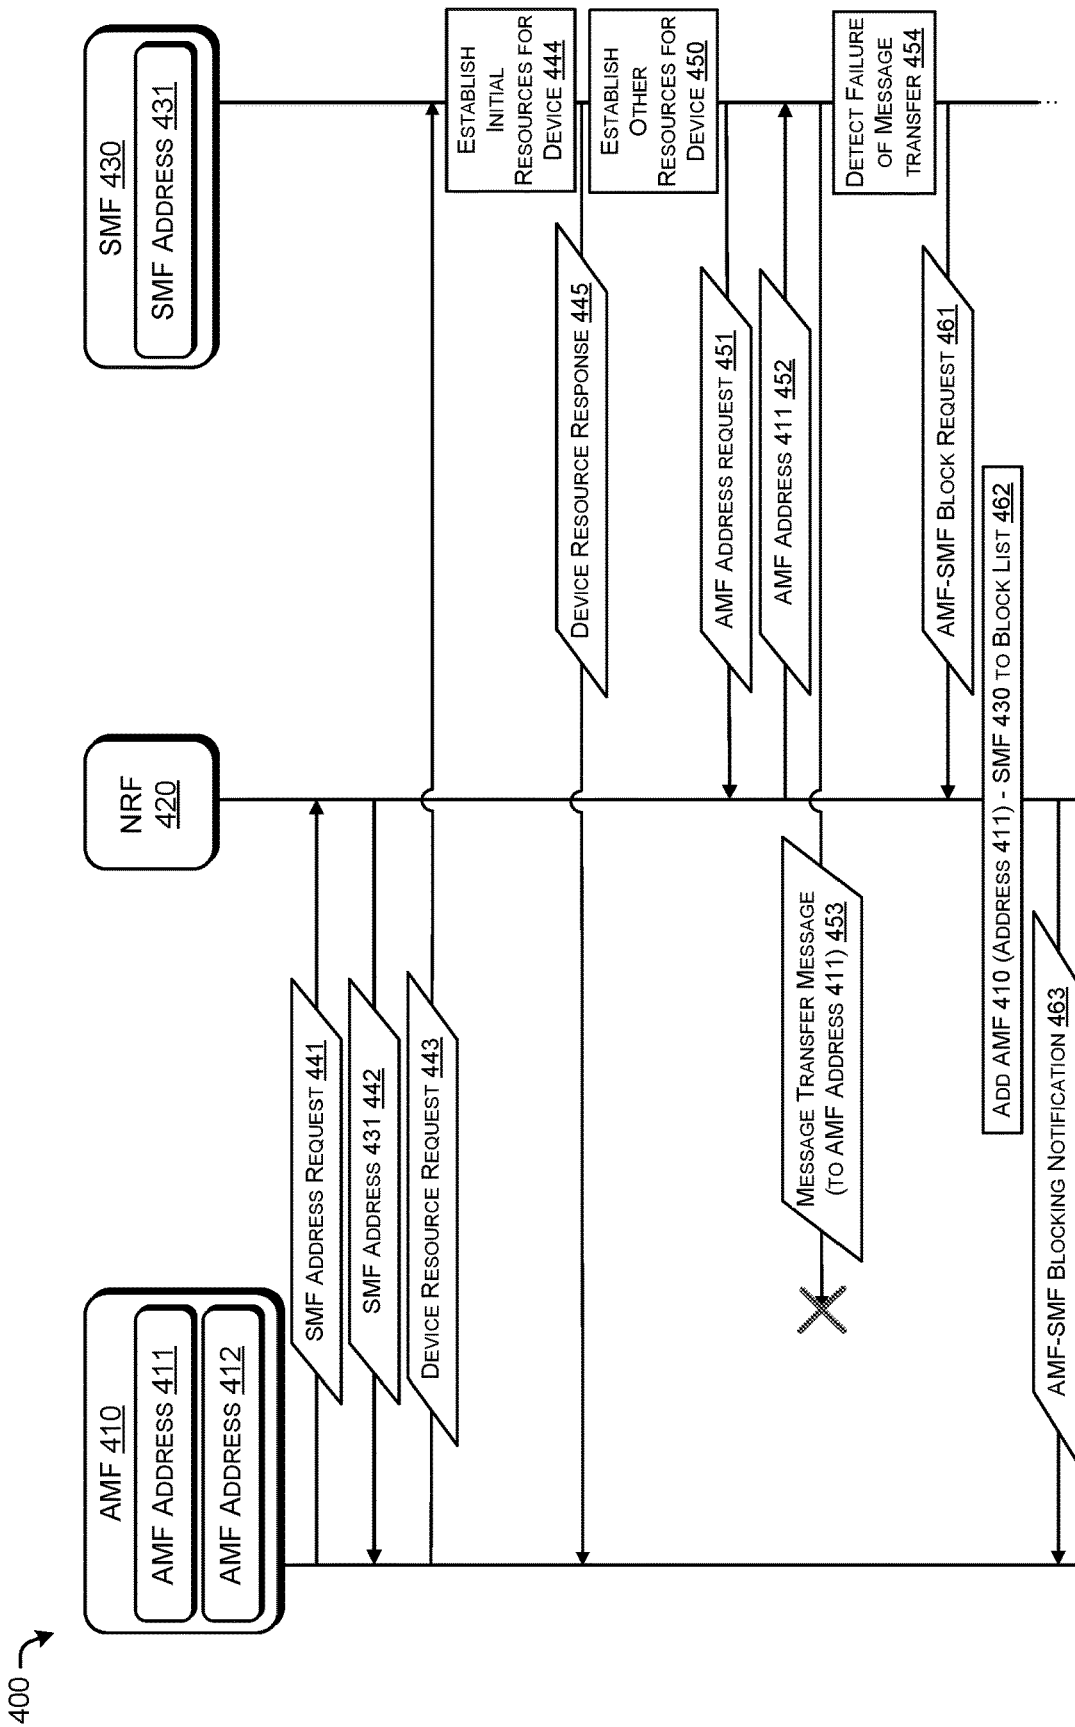 400
AMF 410
AMF ADDRESS 411
AMF ADDRESS 412
NRF
420
SMF 430
SMF ADDRESS 431
SMF ADDRESS REQUEST 441
SMF ADDRESS 431 442
DEVICE RESOURCE REQUEST 443
ESTABLISH
INITIAL
RESOURCES FOR
DEVICE 444
DEVICE RESOURCE RESPONSE 445
ESTABLISH
OTHER
RESOURCES FOR
DEVICE 450
AMF ADDRESS REQUEST 451
AMF ADDRESS 411 452
MESSAGE TRANSFER MESSAGE
(TO AMF ADDRESS 411) 453
DETECT FAILURE
OF MESSAGE
TRANSFER 454
AMF-SMF BLOCK REQUEST 461
ADD AMF 410 (ADDRESS 411) - SMF 430 TO BLOCK LIST 462
AMF-SMF BLOCKING NOTIFICATION 463